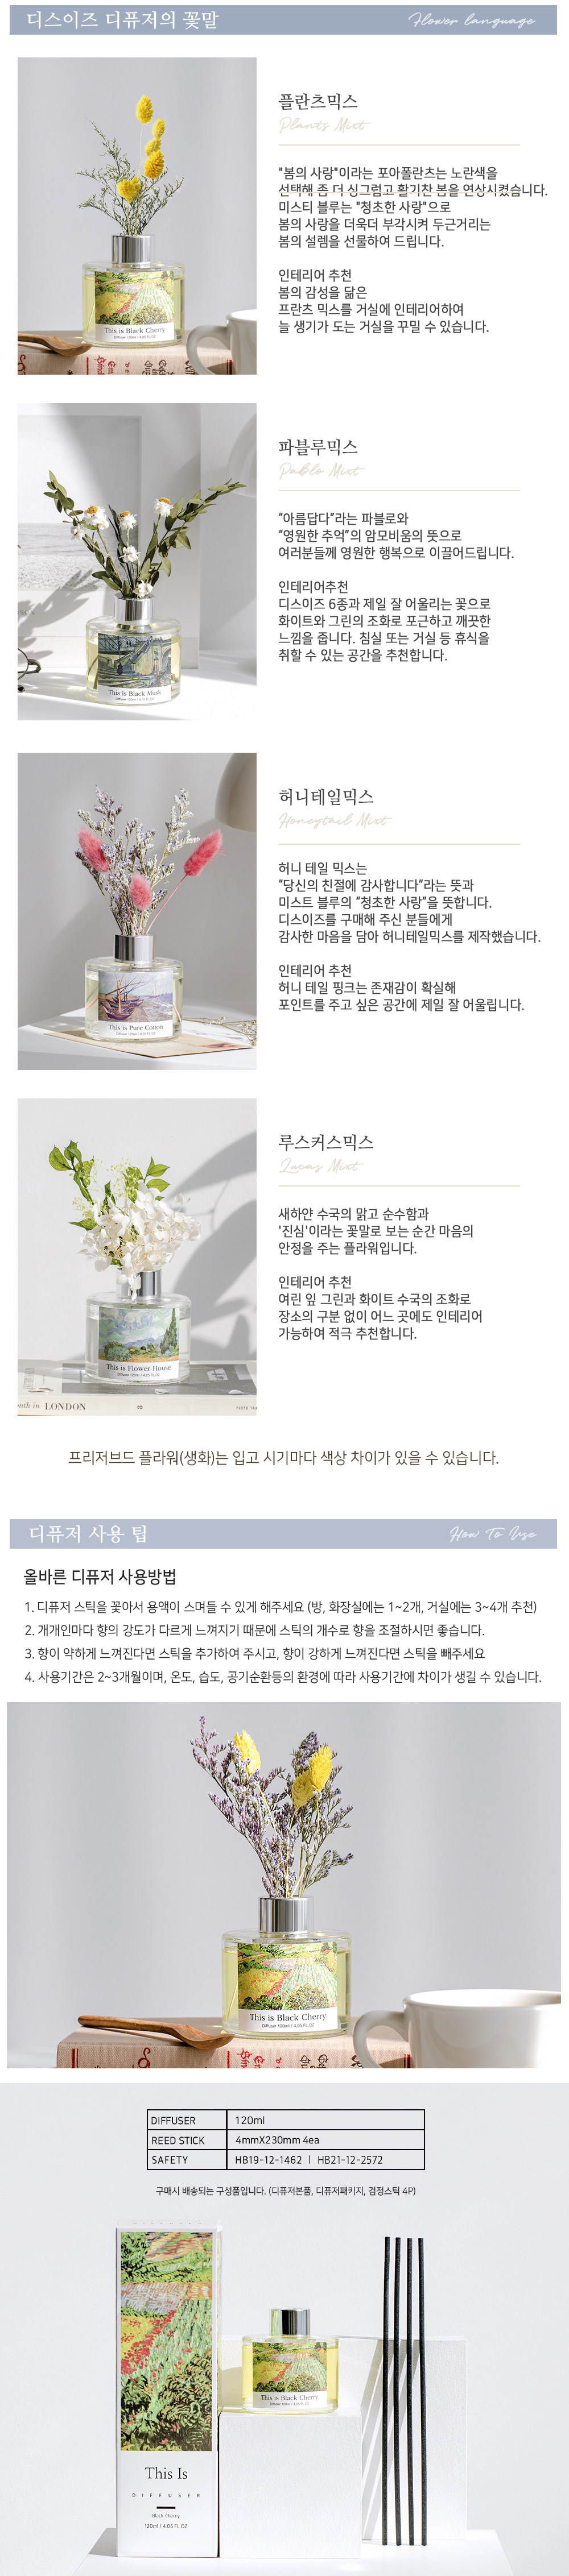 디스이즈 디퓨저의 꽃말
Flower language
플란츠믹스
Plants Mixt
"봄의 사랑"이라는 포아폴란츠는 노란색을
선택해 좀 더 싱그럽고 활기찬 봄을 연상시켰습니다.
미스티 블루는 "청초한 사랑"으로
봄의 사랑을 더욱더 부각시켜 두근거리는
봄의 설렘을 선물하여 드립니다.
인테리어 추천
봄의 감성을 닮은
프란츠 믹스를 거실에 인테리어하여
늘 생기가 도는 거실을 꾸밀 수 있습니다.
This is Black Cherry
Diffuser 120ml / 4.05 FL OZ
파블루믹스
Pablo Mixt
“아름답다”라는 파블로와
“영원한 추억”의 암모비움의 뜻으로
여러분들께 영원한 행복으로 이끌어드립니다.
인테리어추천
디스이즈 6종과 제일 잘 어울리는 꽃으로
화이트와 그린의 조화로 포근하고 깨끗한
느낌을 줍니다. 침실 또는 거실 등 휴식을
취할 수 있는 공간을 추천합니다.
This is Black Musk
Diffuser 120ml / 4.05 FL OZ
허니테일믹스
Honeytail Mixt
허니 테일 믹스는
“당신의 친절에 감사합니다”라는 뜻과
미스트 블루의 “청초한 사랑”을 뜻합니다.
디스이즈를 구매해 주신 분들에게
감사한 마음을 담아 허니테일믹스를 제작했습니다.
인테리어 추천
허니 테일 핑크는 존재감이 확실해
포인트를 주고 싶은 공간에 제일 잘 어울립니다.
This is Pure Cotton
Diffuser 120ml / 4.05 FL OZ
루스커스믹스
Lucas Mixt
새하얀 수국의 맑고 순수함과
'진심'이라는 꽃말로 보는 순간 마음의
안정을 주는 플라워입니다.
인테리어 추천
여린 잎 그린과 화이트 수국의 조화로
장소의 구분 없이 어느 곳에도 인테리어
가능하여 적극 추천합니다.
This is Flower House
Diffuser 120ml / 4.05 FL OZ
in LONDON
프리저브드 플라워(생화)는 입고 시기마다 색상 차이가 있을 수 있습니다.
디퓨저 사용 팁
How To Use
올바른 디퓨저 사용방법
1. 디퓨저 스틱을 꽂아서 용액이 스며들 수 있게 해주세요 (방, 화장실에는 1~2개, 거실에는 3~4개 추천)
2. 개개인마다 향의 강도가 다르게 느껴지기 때문에 스틱의 개수로 향을 조절하시면 좋습니다.
3. 향이 약하게 느껴진다면 스틱을 추가하여 주시고, 향이 강하게 느껴진다면 스틱을 빼주세요
4. 사용기간은 2~3개월이며, 온도, 습도, 공기순환등의 환경에 따라 사용기간에 차이가 생길 수 있습니다.
This is Black Cherry
Diffuser 120ml / 4.05 FL OZ
DIFFUSER 120ml
REED STICK 4mmX230mm 4ea
SAFETY HB19-12-1462 | HB21-12-2572
구매시 배송되는 구성품입니다. (디퓨저본품, 디퓨저패키지, 검정스틱 4P)
This is Black Cherry
Diffuser 120ml / 4.05 FL OZ
This Is
DIFFUSER
Black Cherry
120ml / 4.05 FL OZ